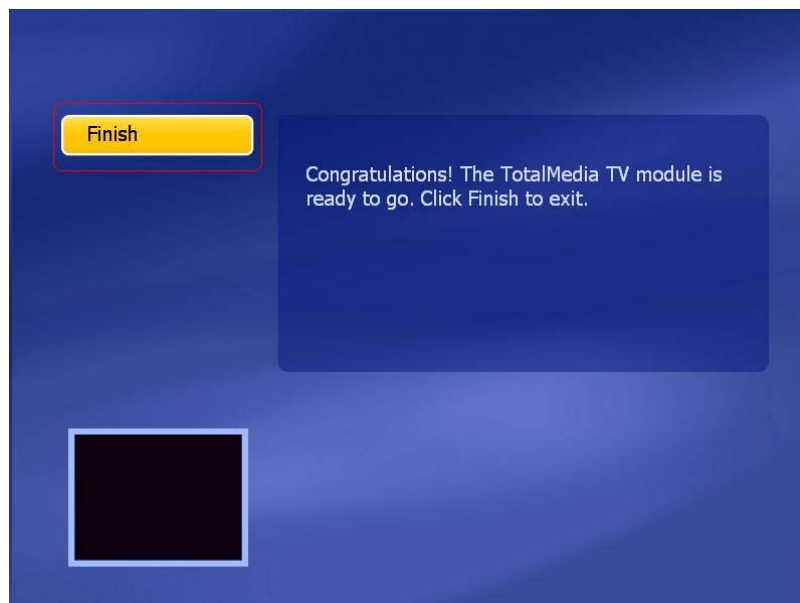 Finish
Congratulations! The TotalMedia TV module is
ready to go. Click Finish to exit.